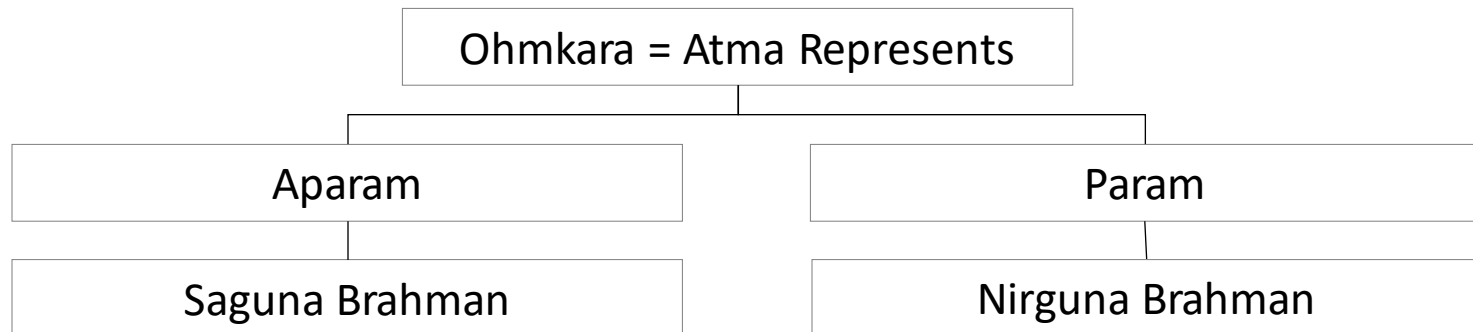 Ohmkara = Atma Represents
Aparam
Param
Saguna Brahman
Nirguna Brahman